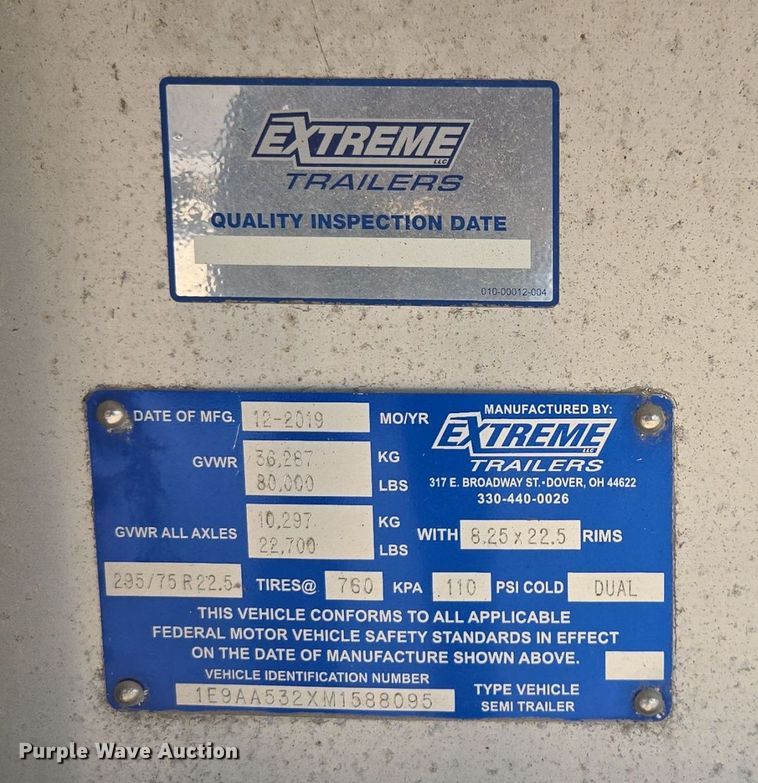 EXTREME LLC
TRAILERS
QUALITY INSPECTION DATE
010-00012-004
DATE OF MFG. 12-2019 MO/YR
GVWR 36,287 KG
80,000 LBS
GVWR ALL AXLES 10,297 KG
22,700 LBS
MANUFACTURED BY:
EXTREME LLC
TRAILERS
317 E. BROADWAY ST. • DOVER, OH 44622
330-440-0026
WITH 8.25 x 22.5 RIMS
295/75 R 22.5 TIRES@ 760 KPA 110 PSI COLD DUAL
THIS VEHICLE CONFORMS TO ALL APPLICABLE
FEDERAL MOTOR VEHICLE SAFETY STANDARDS IN EFFECT
ON THE DATE OF MANUFACTURE SHOWN ABOVE.
VEHICLE IDENTIFICATION NUMBER
1E9AA532XM1588095
TYPE VEHICLE
SEMI TRAILER
Purple Wave Auction